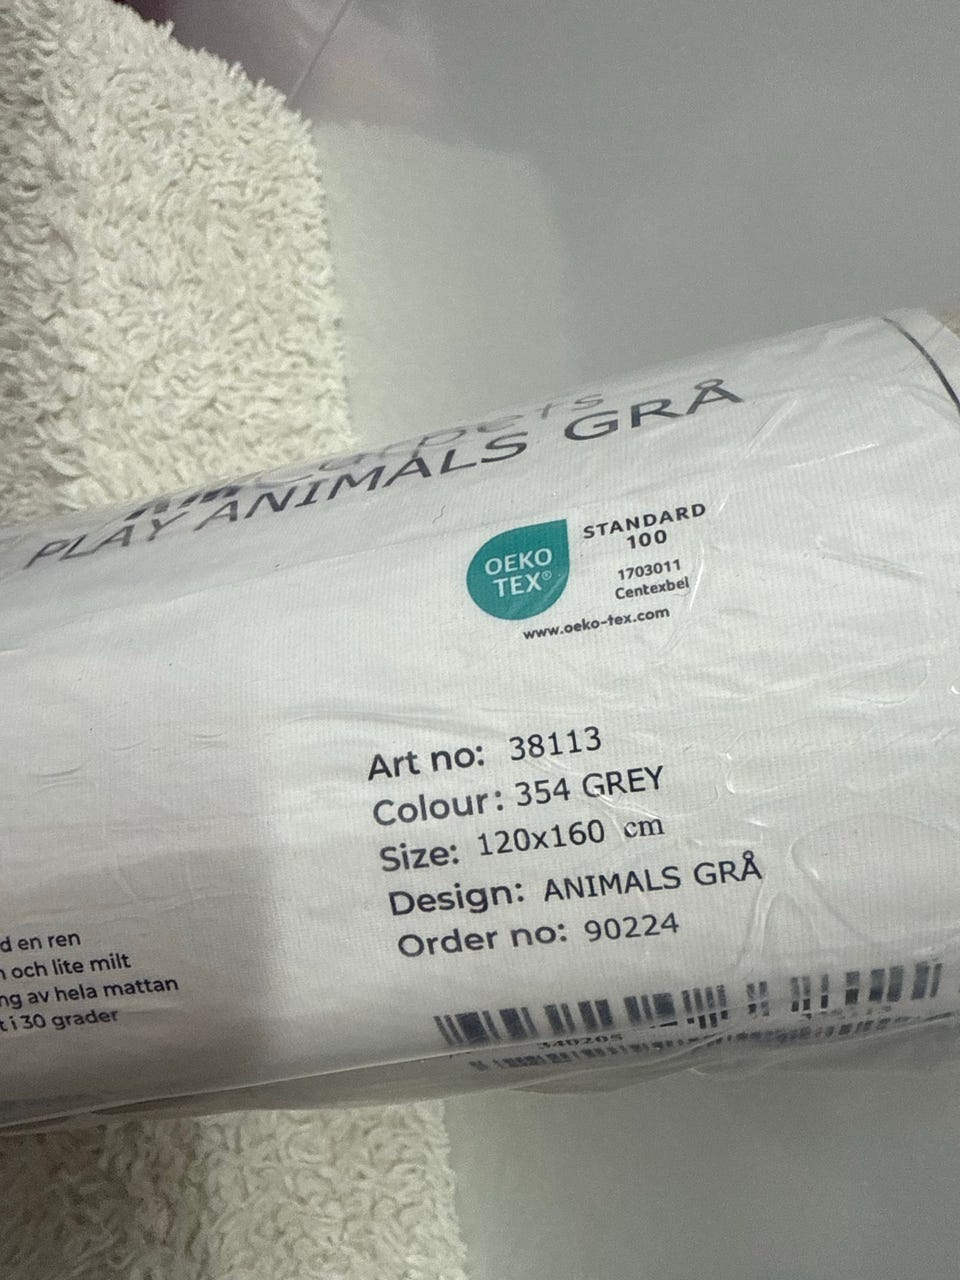 PLAY ANIMALS GRÅ
OEKO
TEX®
STANDARD
100
1703011
Centexbel
www.oeko-tex.com
Art no: 38113
Colour: 354 GREY
Size: 120x160 cm
Design: ANIMALS GRÅ
Order no: 90224
d en ren
och lite milt
ng av hela mattan
t i 30 grader